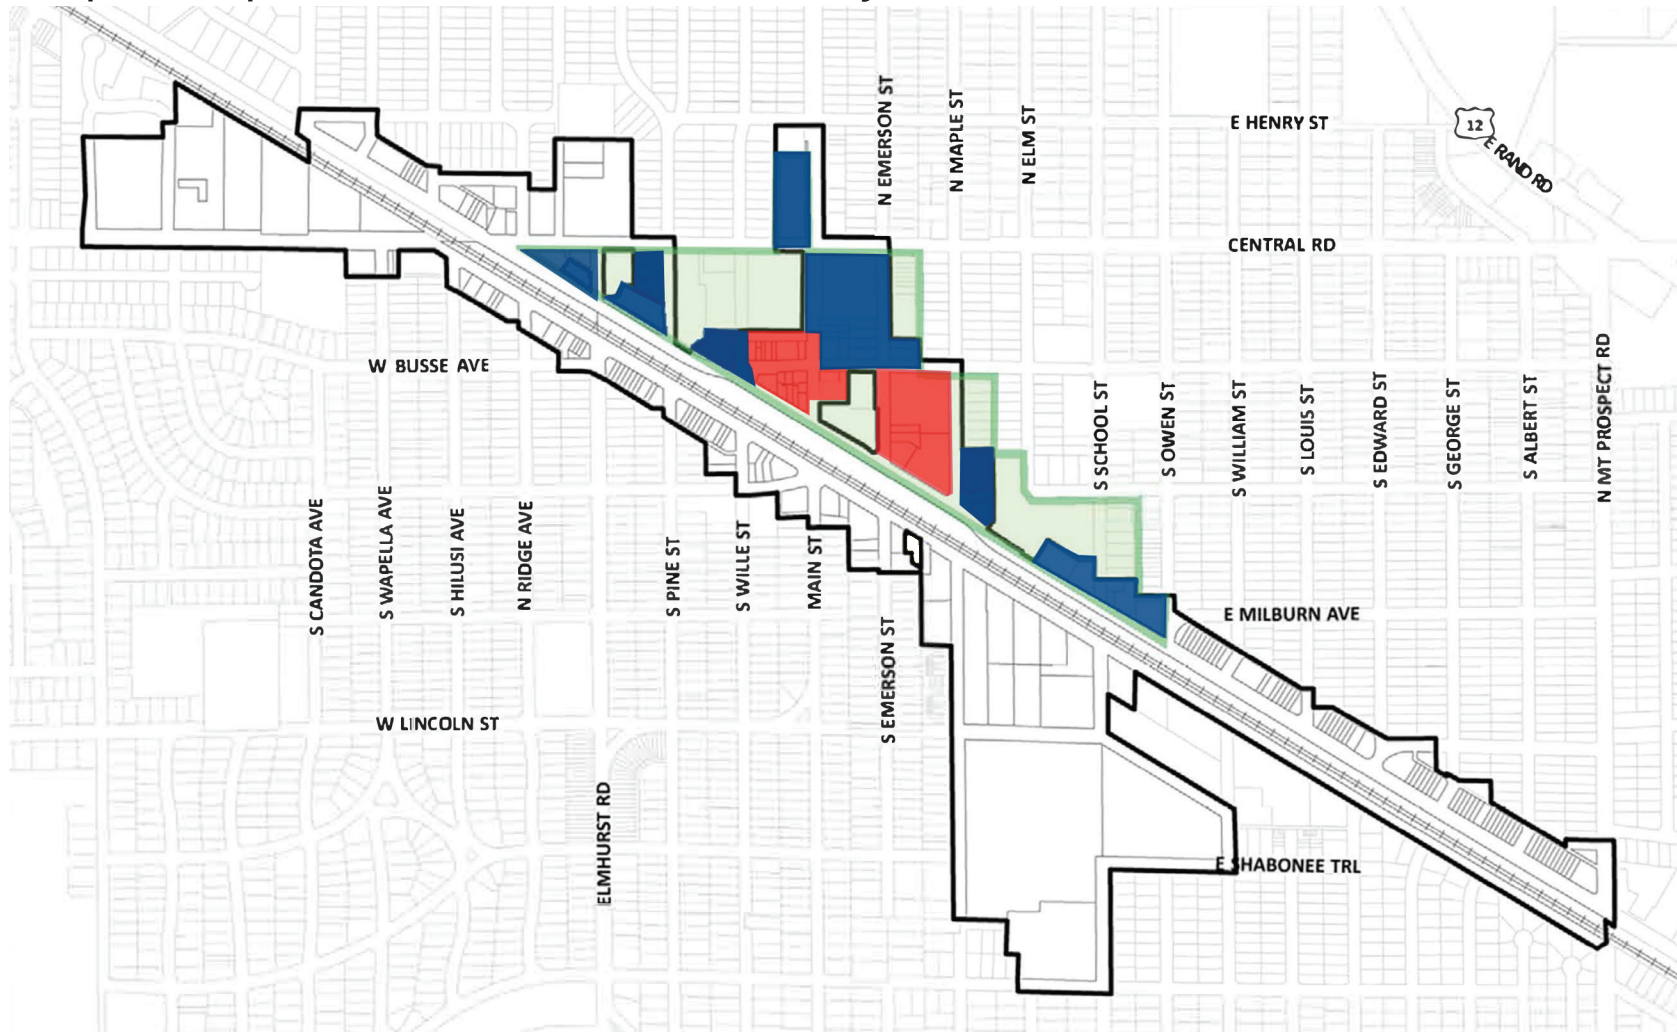 N EMERSON ST
N MAPLE ST
N ELM ST
E HENRY ST
12
E RAND RD
CENTRAL RD
W BUSSE AVE
S SCHOOL ST
S OWEN ST
S WILLIAM ST
S LOUIS ST
S EDWARD ST
S GEORGE ST
S ALBERT ST
N MT PROSPECT RD
S CANDOTA AVE
S WAPELLA AVE
S HILUSI AVE
N RIDGE AVE
S PINE ST
S WILLE ST
MAIN ST
S EMERSON ST
E MILBURN AVE
W LINCOLN ST
ELMHURST RD
E SHABONEE TRL